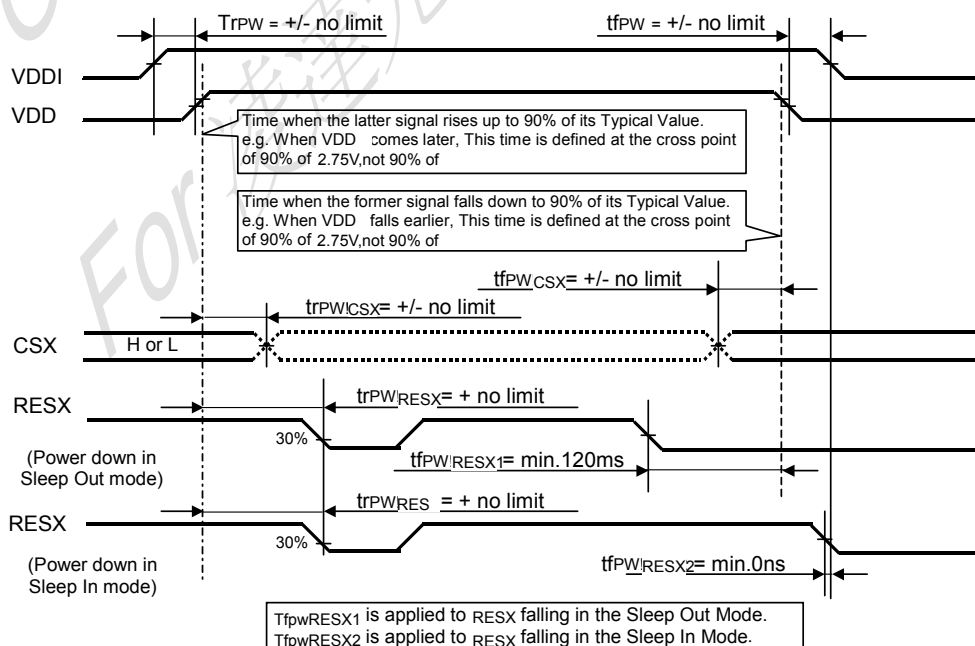 TrPW = +/- no limit
tfPW = +/- no limit
VDDI
VDD
Time when the latter signal rises up to 90% of its Typical Value.
e.g. When VDD comes later, This time is defined at the cross point
of 90% of 2.75V,not 90% of
Time when the former signal falls down to 90% of its Typical Value.
e.g. When VDD falls earlier, This time is defined at the cross point
of 90% of 2.75V,not 90% of
tfPWCSX= +/- no limit
trPW!CSX= +/- no limit
CSX
H or L
RESX
trPW!RESX= + no limit
30%
(Power down in
Sleep Out mode)
tfPW!RESX1= min.120ms
trPWRES = + no limit
RESX
30%
(Power down in
Sleep In mode)
tfPW!RESX2= min.0ns
TfpwRESX1 is applied to RESX falling in the Sleep Out Mode.
TfpwRESX2 is applied to RESX falling in the Sleep In Mode.
For 凌達